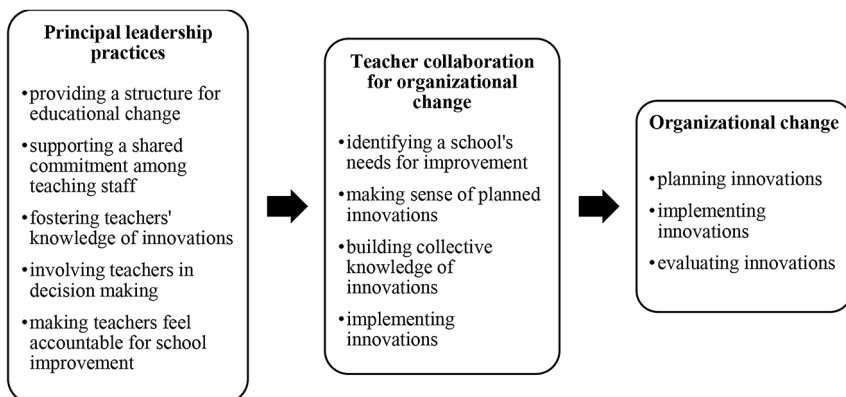 Principal leadership
practices
•providing a structure for
educational change
•supporting a shared
commitment among
teaching staff
•fostering teachers'
knowledge of innovations
•involving teachers in
decision making
•making teachers feel
accountable for school
improvement
Teacher collaboration
for organizational
change
•identifying a school's
needs for improvement
•making sense of planned
innovations
•building collective
knowledge of
innovations
•implementing
innovations
Organizational change
•planning innovations
•implementing
innovations
•evaluating innovations